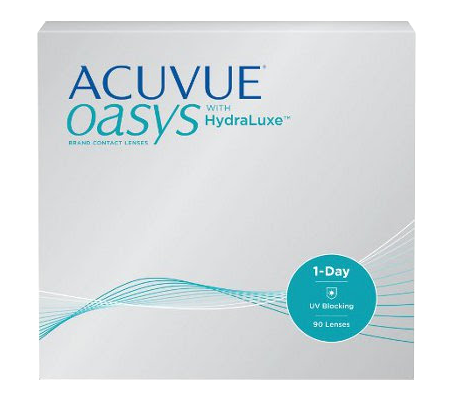 ACUVUE®
oasys WITH HydraLuxe™
BRAND CONTACT LENSES
1-Day
UV Blocking
90 Lenses